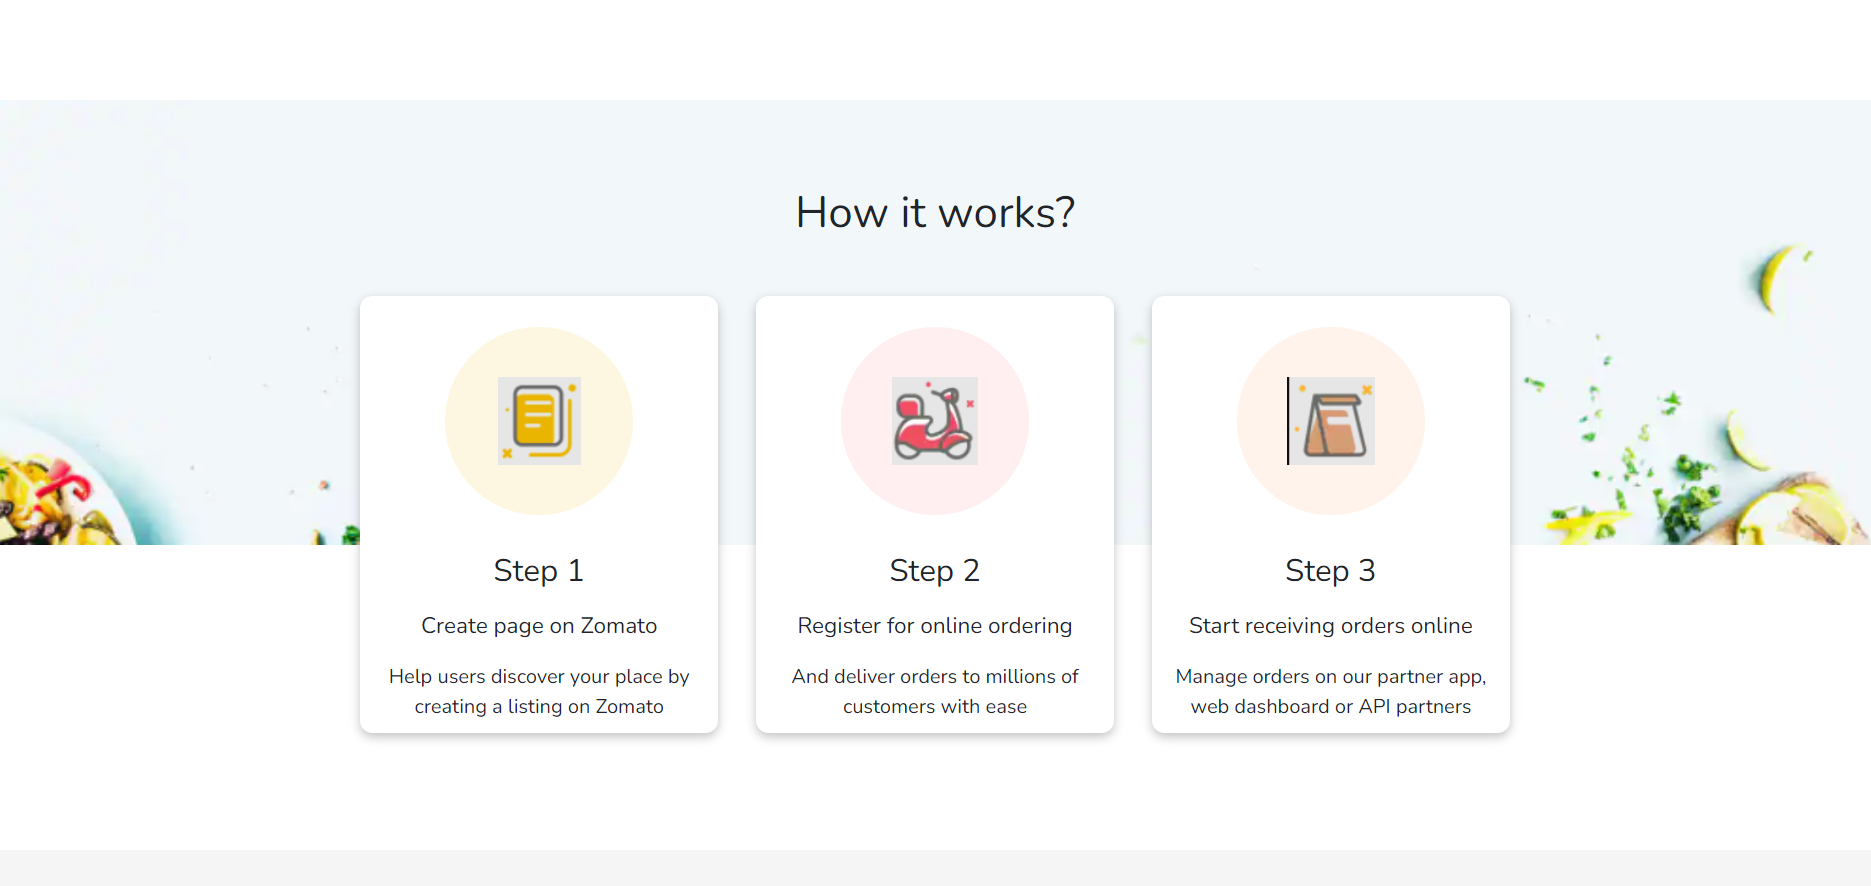 How it works?
Step 1
Create page on Zomato
Help users discover your place by
creating a listing on Zomato
Step 2
Register for online ordering
And deliver orders to millions of
customers with ease
Step 3
Start receiving orders online
Manage orders on our partner app,
web dashboard or API partners